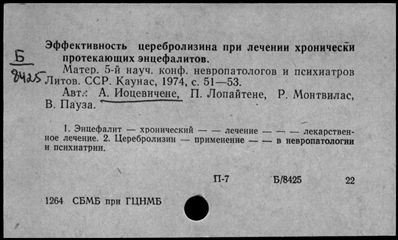 Б
8425
Эффективность церебролизина при лечении хронически
протекающих энцефалитов.
Матер. 5-й науч. конф. невропатологов и психиатров
Литов. ССР. Каунас, 1974, с. 51—53.
Авт.: А. Иоцевичене, П. Лопайтене, Р. Монтвилас,
В. Пауза.
1. Энцефалит — хронический — — лечение — — — лекарствен-
ное лечение. 2. Церебролизин — применение — — в невропатологии
и психиатрии.
П-7 Б/8425 22
1264 СБМБ при ГЦНМБ